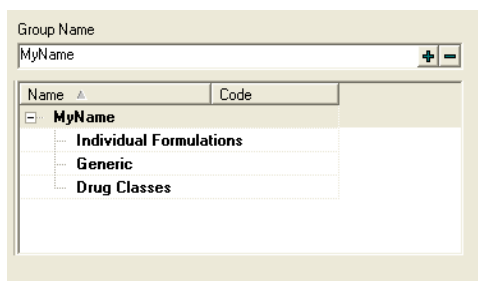 Group Name
MyName
Name Code
MyName
Individual Formulations
Generic
Drug Classes